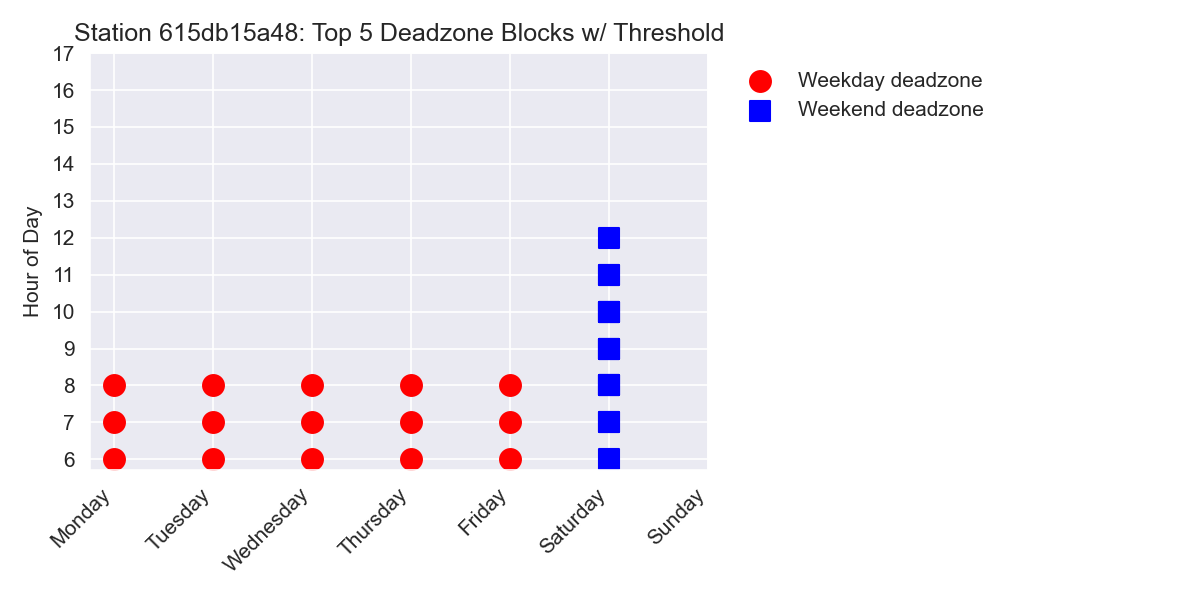 Station 615db15a48: Top 5 Deadzone Blocks w/ Threshold
Weekday deadzone
Weekend deadzone
Hour of Day
17
16
15
14
13
12
11
10
9
8
7
6
Monday
Tuesday
Wednesday
Thursday
Friday
Saturday
Sunday